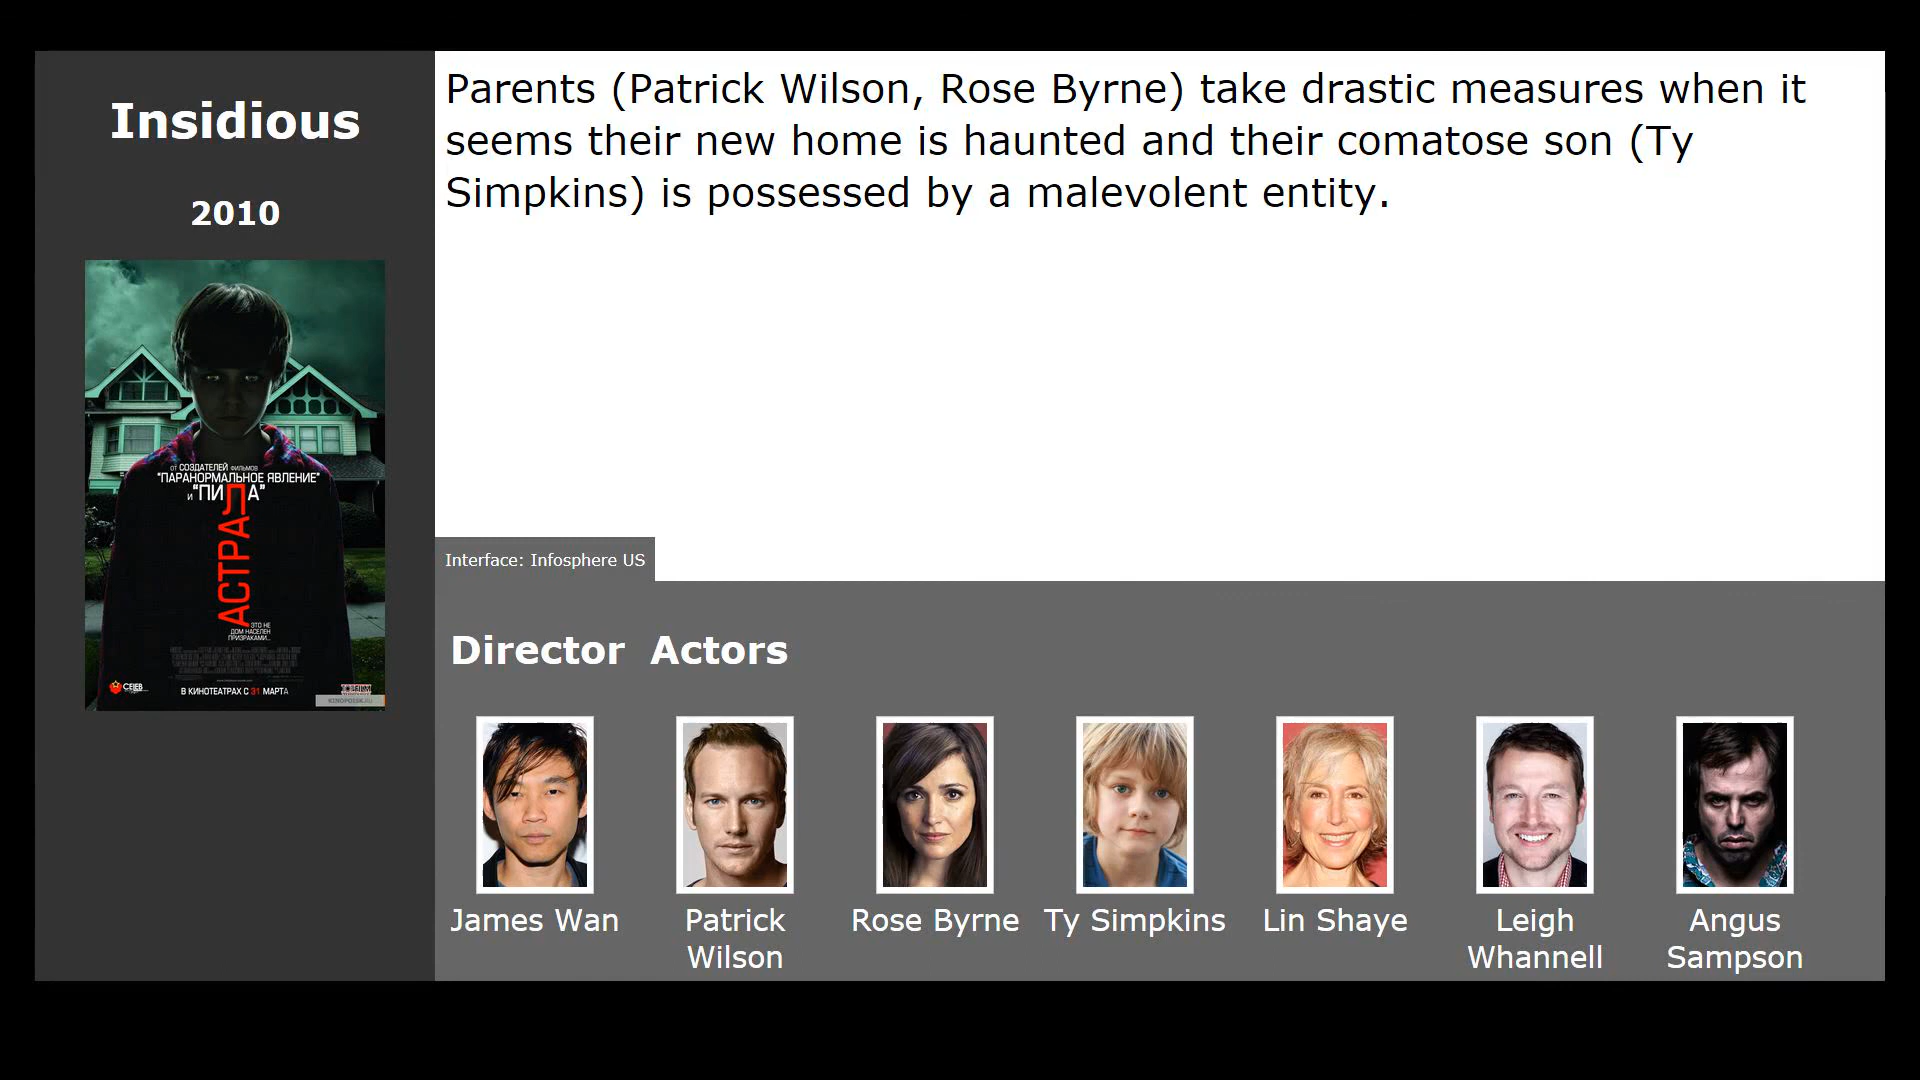 Insidious
2010
ОТ СОЗДАТЕЛЕЙ ФИЛЬМОВ
"ПАРАНОРМАЛЬНОЕ ЯВЛЕНИЕ"
И "ПИЛА"
АСТРАЛ
ЭТО НЕ
ДОМ НАСЕЛЕН
ПРИЗРАКАМИ...
CELEB
В КИНОТЕАТРАХ С 31 МАРТА
KINOPOISK.RU
Parents (Patrick Wilson, Rose Byrne) take drastic measures when it
seems their new home is haunted and their comatose son (Ty
Simpkins) is possessed by a malevolent entity.
Interface: Infosphere US
Director Actors
James Wan
Patrick
Wilson
Rose Byrne
Ty Simpkins
Lin Shaye
Leigh
Whannell
Angus
Sampson